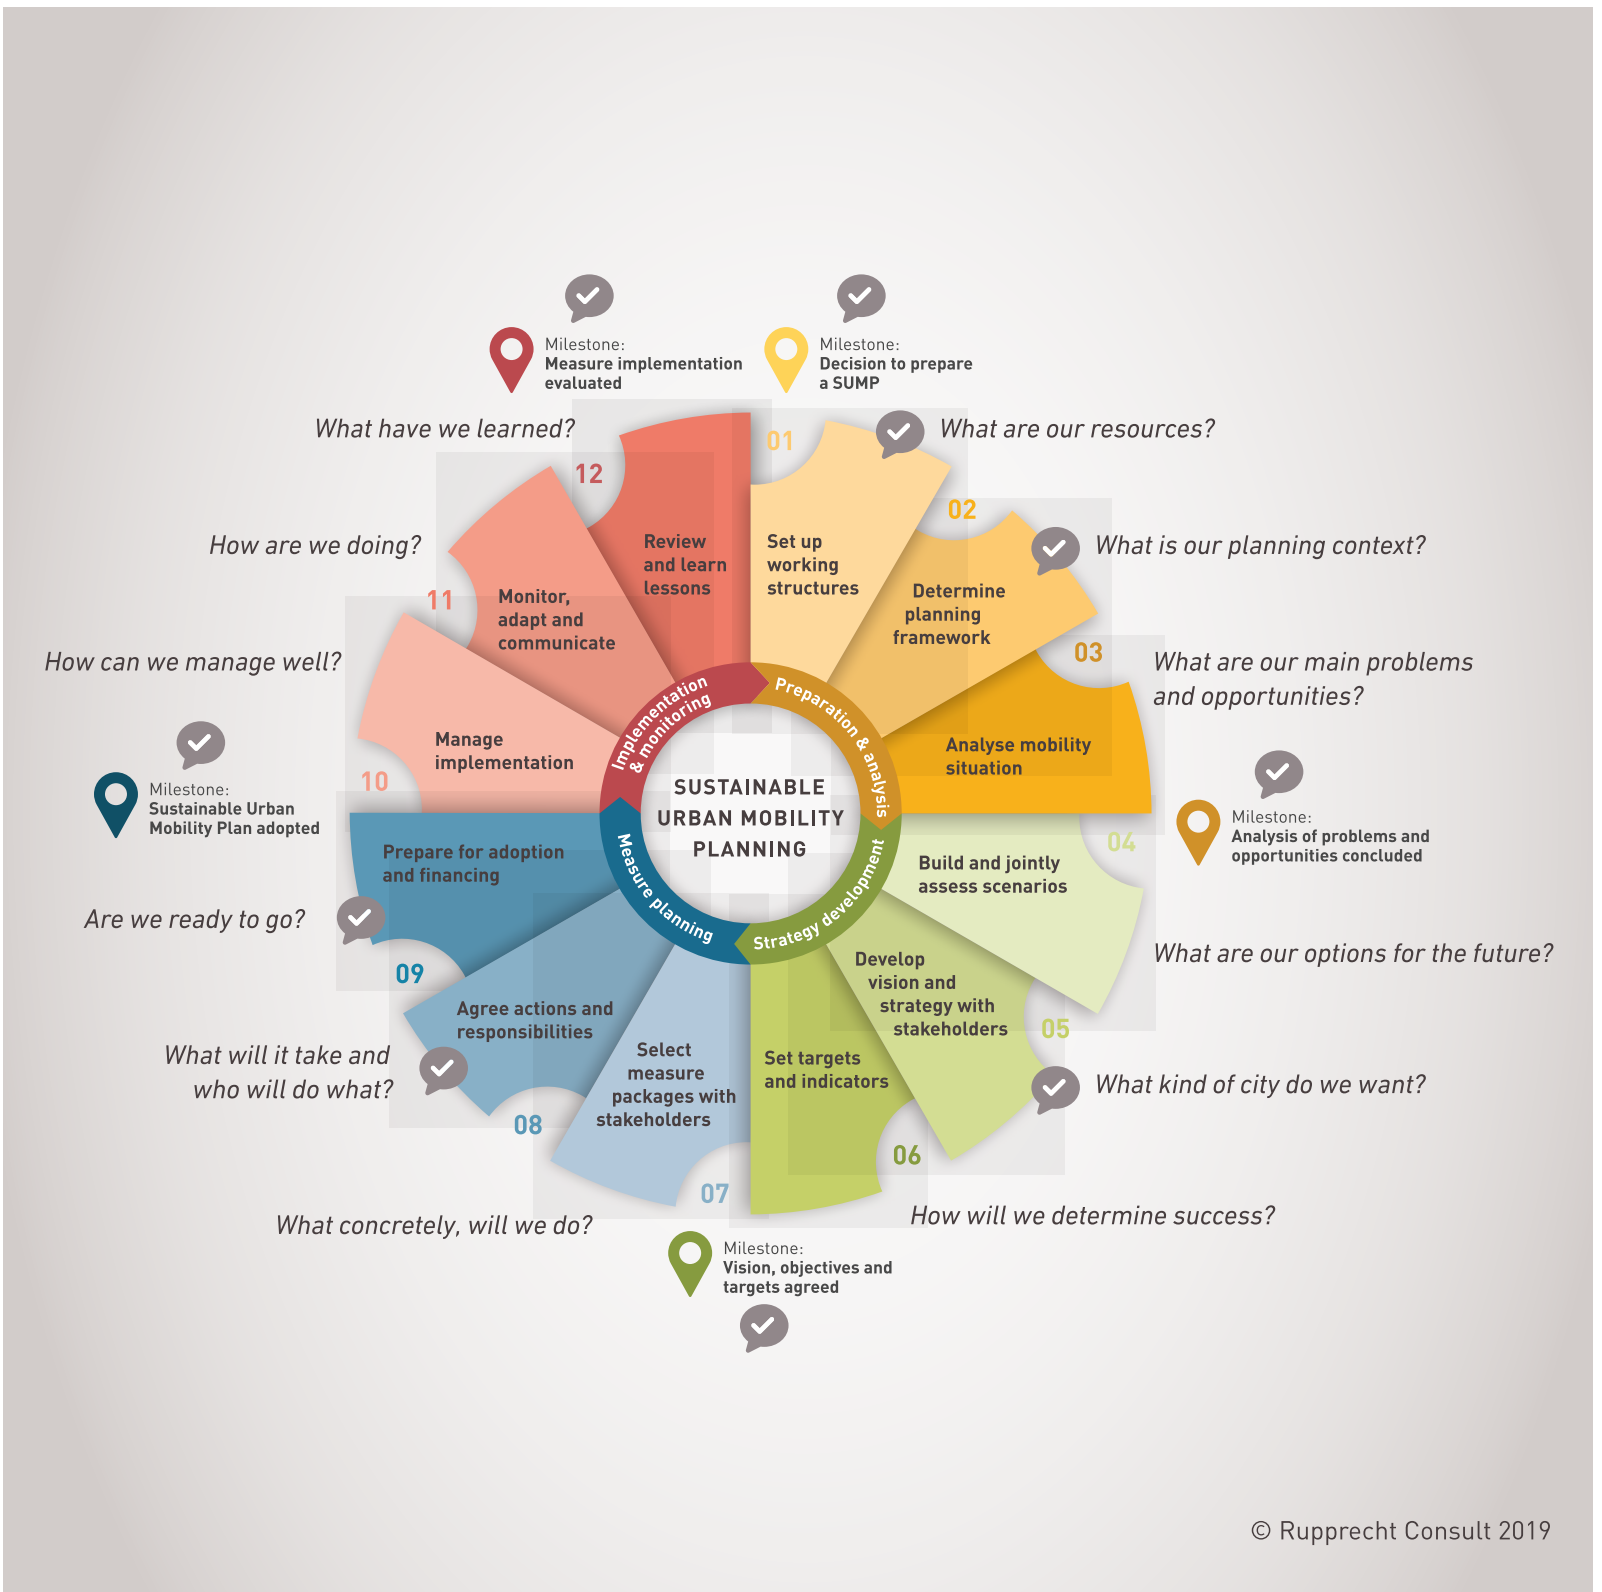 Milestone:
Measure implementation
evaluated
Milestone:
Decision to prepare
a SUMP
What have we learned?
What are our resources?
01
12
02
How are we doing?
What is our planning context?
Review
and learn
lessons
Set up
working
structures
11
Monitor,
adapt and
communicate
Determine
planning
framework
03
How can we manage well?
What are our main problems
and opportunities?
Implementation
& monitoring
Preparation & analysis
Manage
implementation
10
Analyse mobility
situation
Milestone:
Sustainable Urban
Mobility Plan adopted
SUSTAINABLE
URBAN MOBILITY
PLANNING
Milestone:
Analysis of problems and
opportunities concluded
04
Prepare for adoption
and financing
Measure planning
Strategy development
Build and jointly
assess scenarios
Are we ready to go?
What are our options for the future?
09
Develop
vision and
strategy with
stakeholders
05
Agree actions and
responsibilities
What will it take and
who will do what?
Select
measure
packages with
stakeholders
Set targets
and indicators
What kind of city do we want?
08
06
07
What concretely, will we do?
How will we determine success?
Milestone:
Vision, objectives and
targets agreed
© Rupprecht Consult 2019